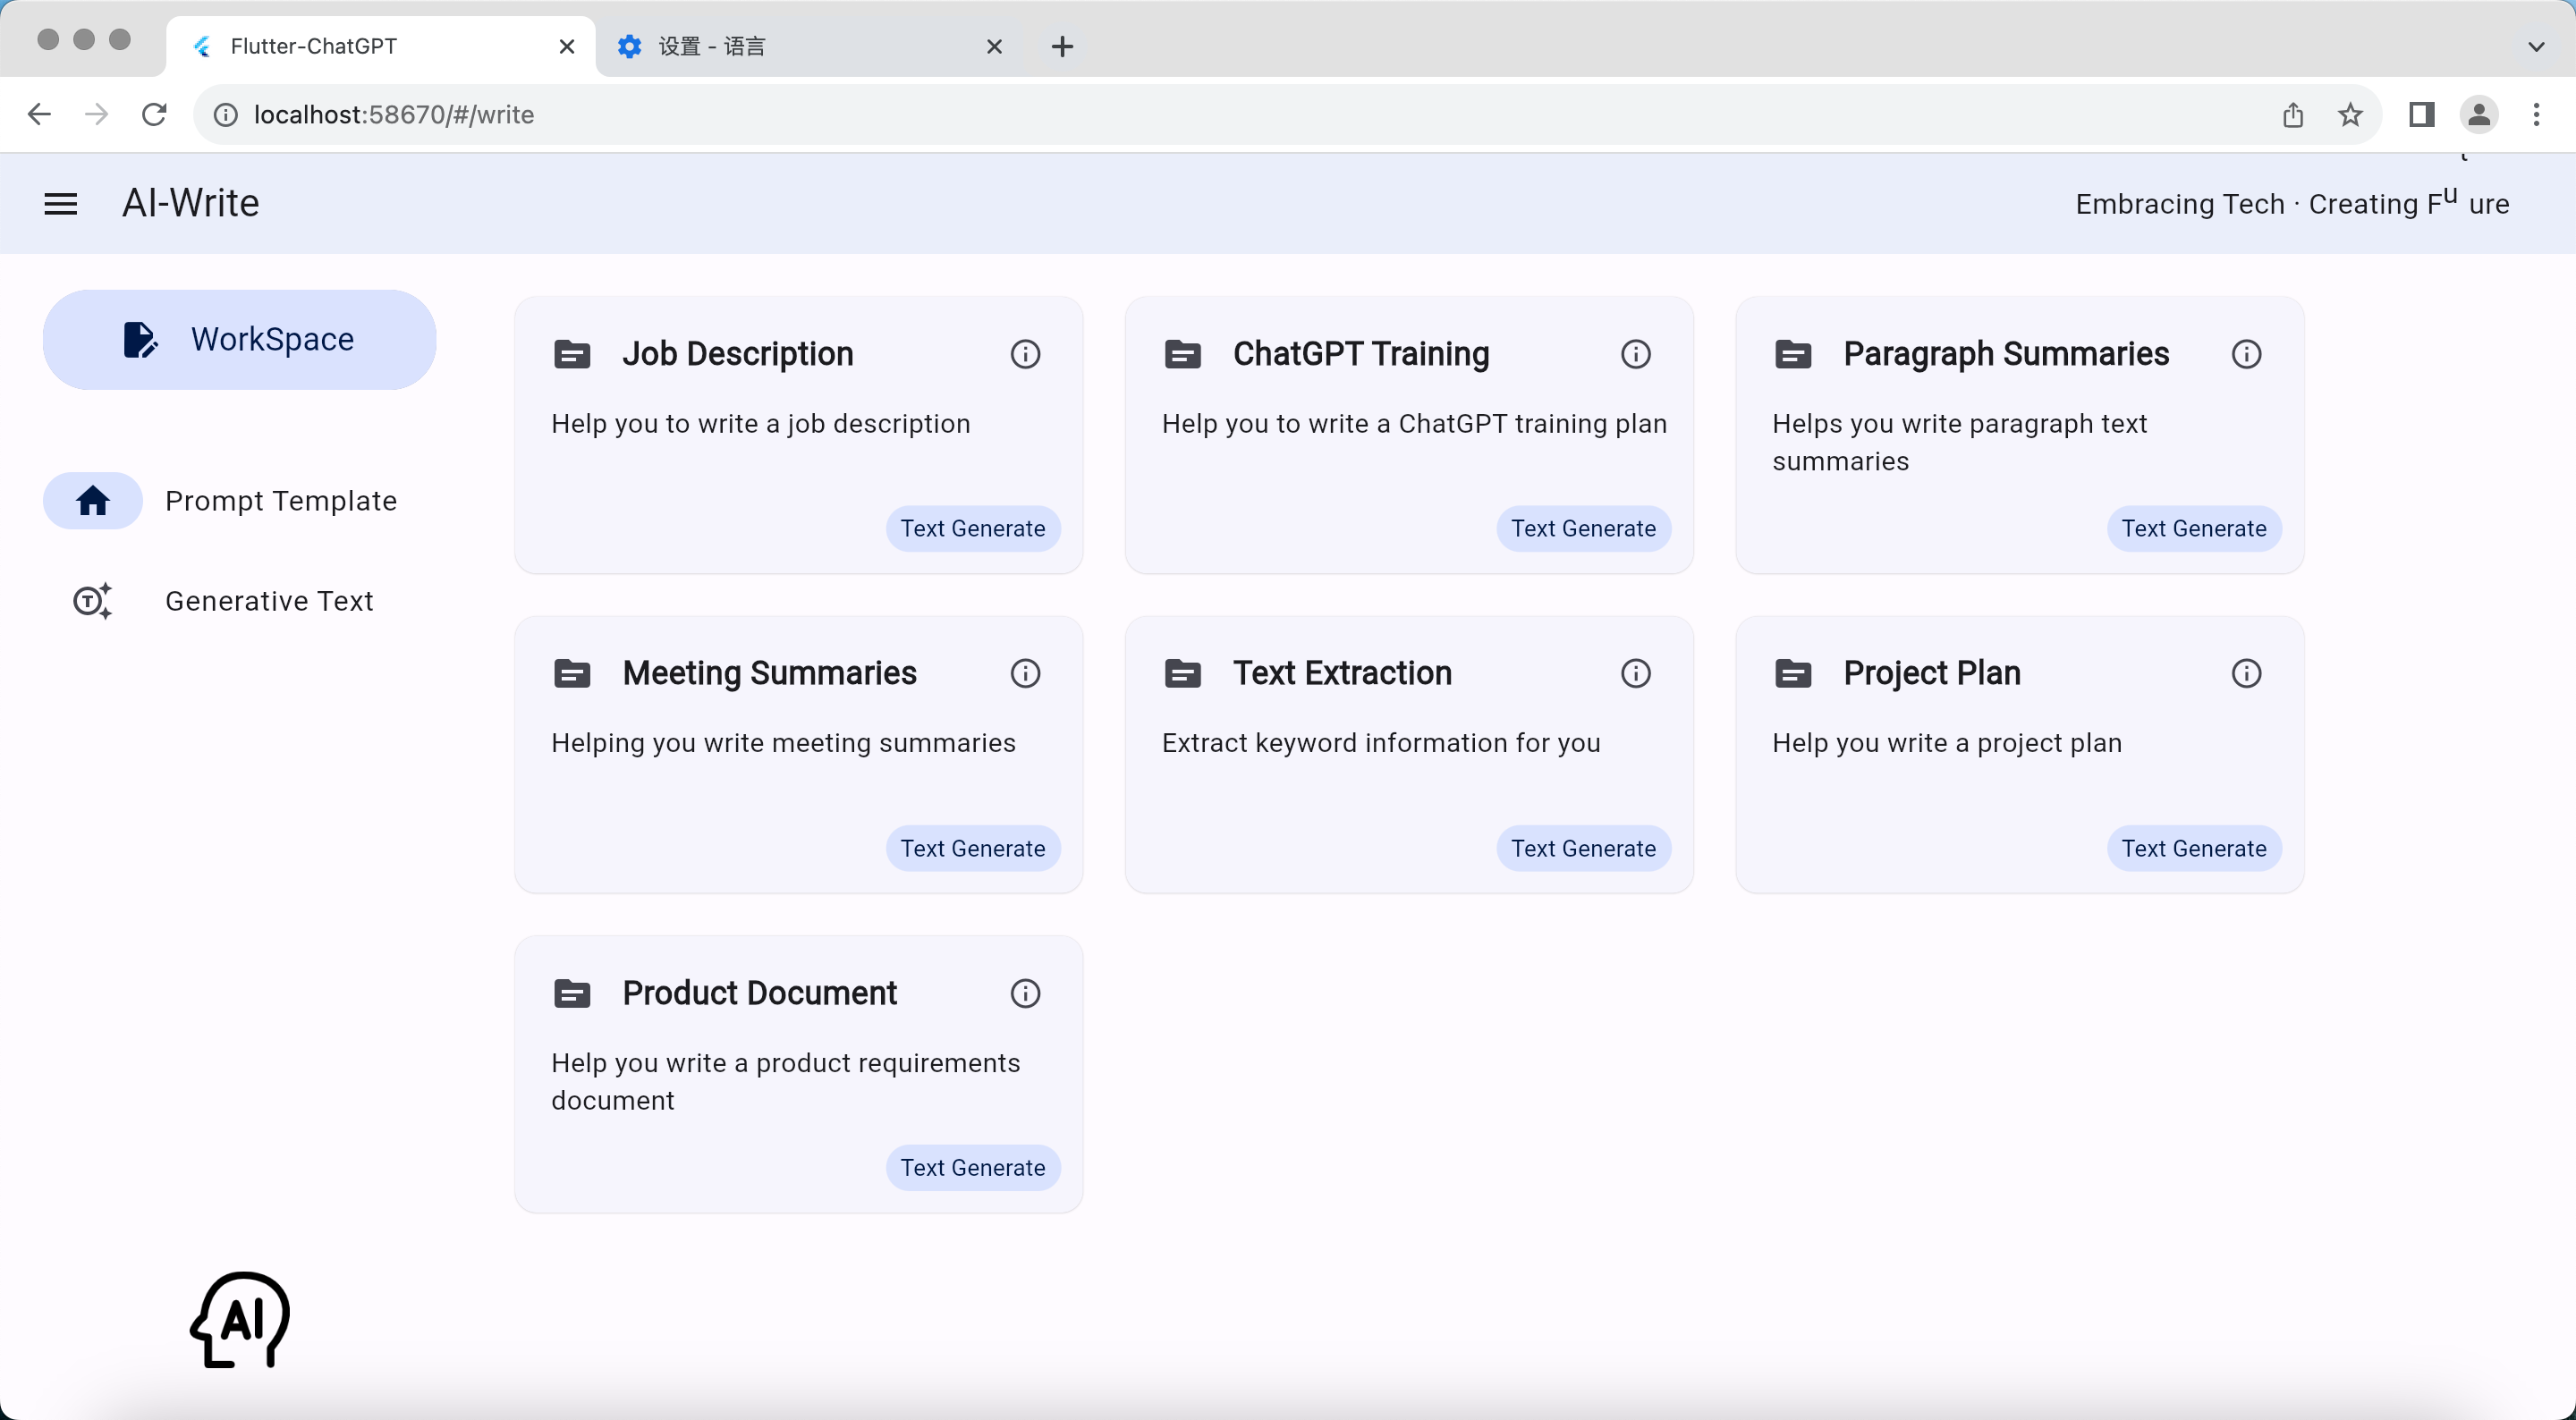 Flutter-ChatGPT
设置 - 语言
localhost:58670/#/write
AI-Write
Embracing Tech · Creating Future
WorkSpace
Prompt Template
Generative Text
Job Description
Help you to write a job description
Text Generate
ChatGPT Training
Help you to write a ChatGPT training plan
Text Generate
Paragraph Summaries
Helps you write paragraph text
summaries
Text Generate
Meeting Summaries
Helping you write meeting summaries
Text Generate
Text Extraction
Extract keyword information for you
Text Generate
Project Plan
Help you write a project plan
Text Generate
Product Document
Help you write a product requirements
document
Text Generate
AI